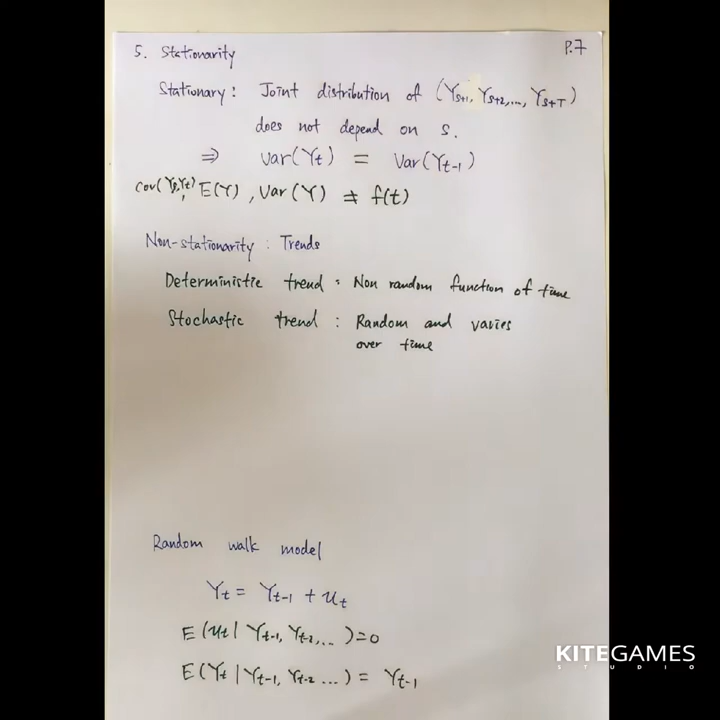 5. Stationarity
P.7
Stationary: Joint distribution of (Ys+1, Ys+2,..., Ys+T)
does not depend on s.
⇒ Var(Yt) = Var(Yt-1)
Cov(Ys,Yt), E(Y), Var(Y) ≠ f(t)
Non-stationarity: Trends
Deterministic trend: Non random function of time
Stochastic trend: Random and varies
over time
Random walk model
Yt = Yt-1 + ut
E(ut | Yt-1, Yt-2,...) = 0
E(Yt | Yt-1, Yt-2 ...) = Yt-1
KITEGAMES
STUDIO